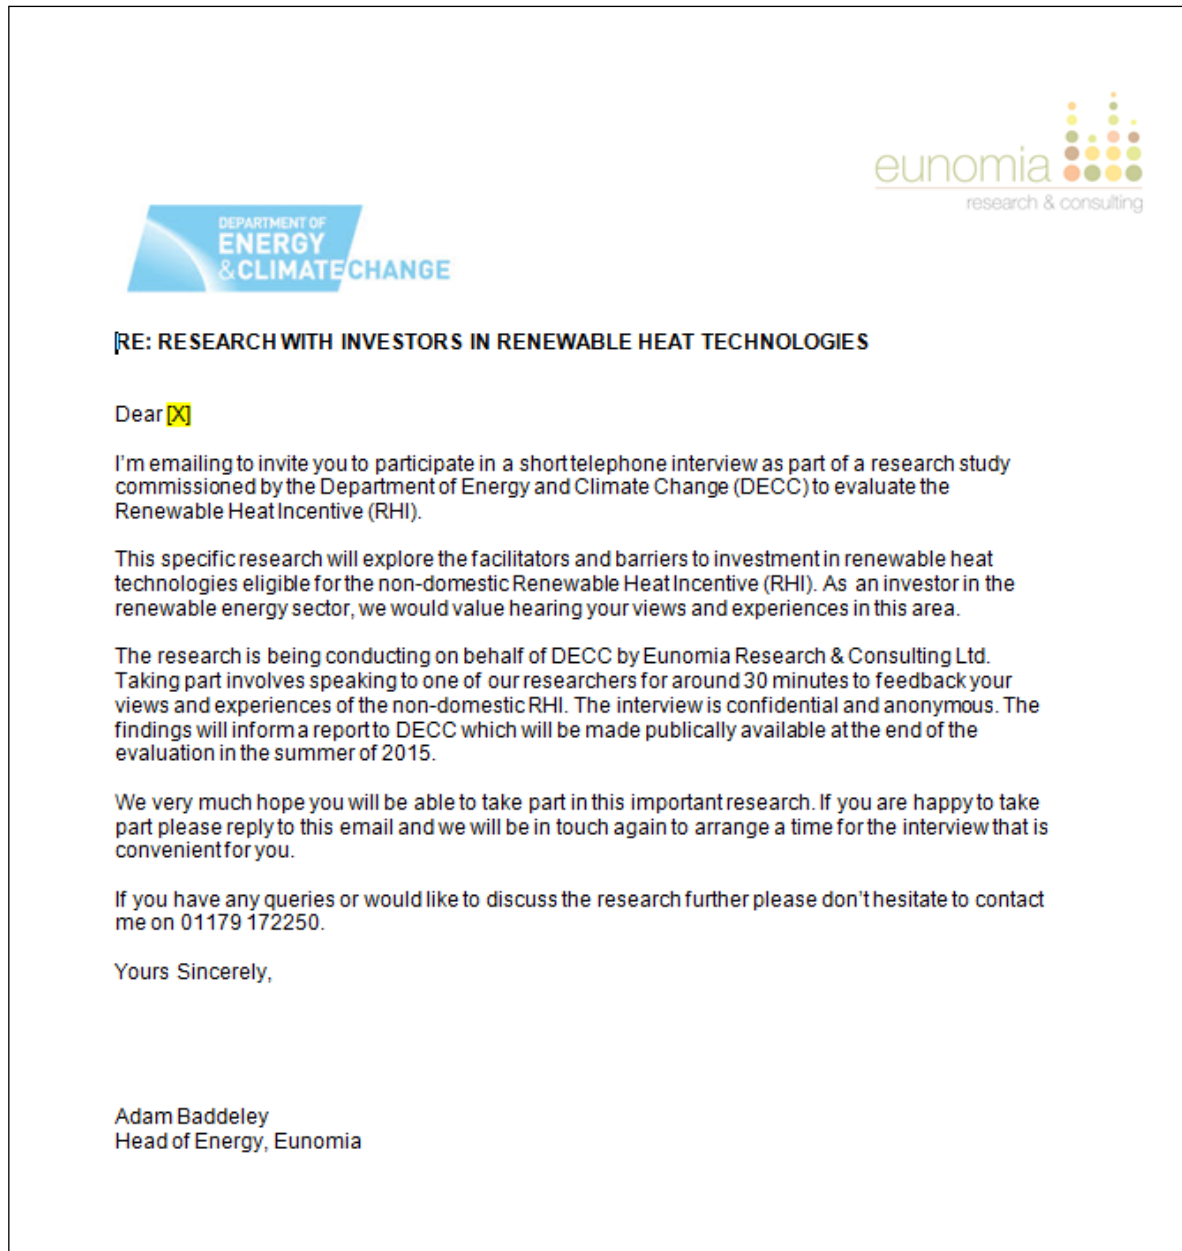 eunomia
research & consulting
DEPARTMENT OF
ENERGY
& CLIMATE CHANGE
RE: RESEARCH WITH INVESTORS IN RENEWABLE HEAT TECHNOLOGIES
Dear [X]
I'm emailing to invite you to participate in a short telephone interview as part of a research study
commissioned by the Department of Energy and Climate Change (DECC) to evaluate the
Renewable Heat Incentive (RHI).
This specific research will explore the facilitators and barriers to investment in renewable heat
technologies eligible for the non-domestic Renewable Heat Incentive (RHI). As an investor in the
renewable energy sector, we would value hearing your views and experiences in this area.
The research is being conducting on behalf of DECC by Eunomia Research & Consulting Ltd.
Taking part involves speaking to one of our researchers for around 30 minutes to feedback your
views and experiences of the non-domestic RHI. The interview is confidential and anonymous. The
findings will inform a report to DECC which will be made publically available at the end of the
evaluation in the summer of 2015.
We very much hope you will be able to take part in this important research. If you are happy to take
part please reply to this email and we will be in touch again to arrange a time for the interview that is
convenient for you.
If you have any queries or would like to discuss the research further please don't hesitate to contact
me on 01179 172250.
Yours Sincerely,
Adam Baddeley
Head of Energy, Eunomia